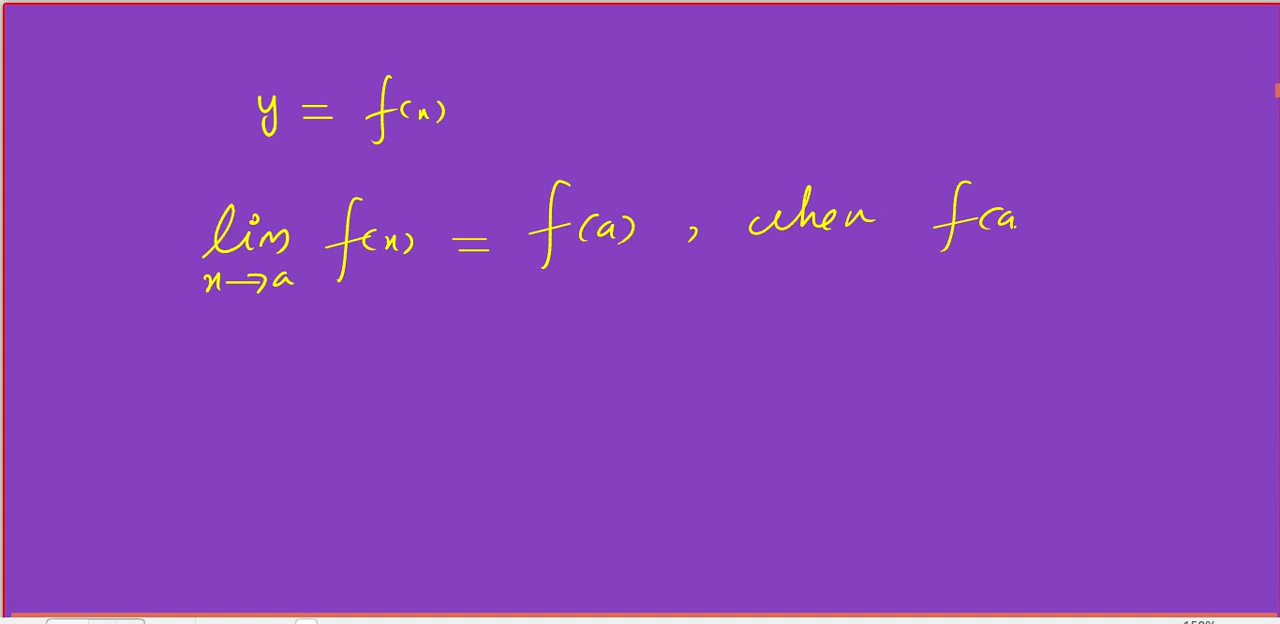 y = f(x)
lim f(x) = f(a) , when f(a
x→a